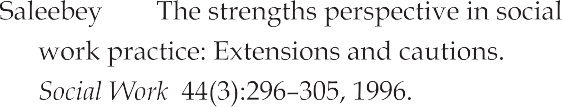 Saleebey The strengths perspective in social
work practice: Extensions and cautions.
Social Work 44(3):296–305, 1996.